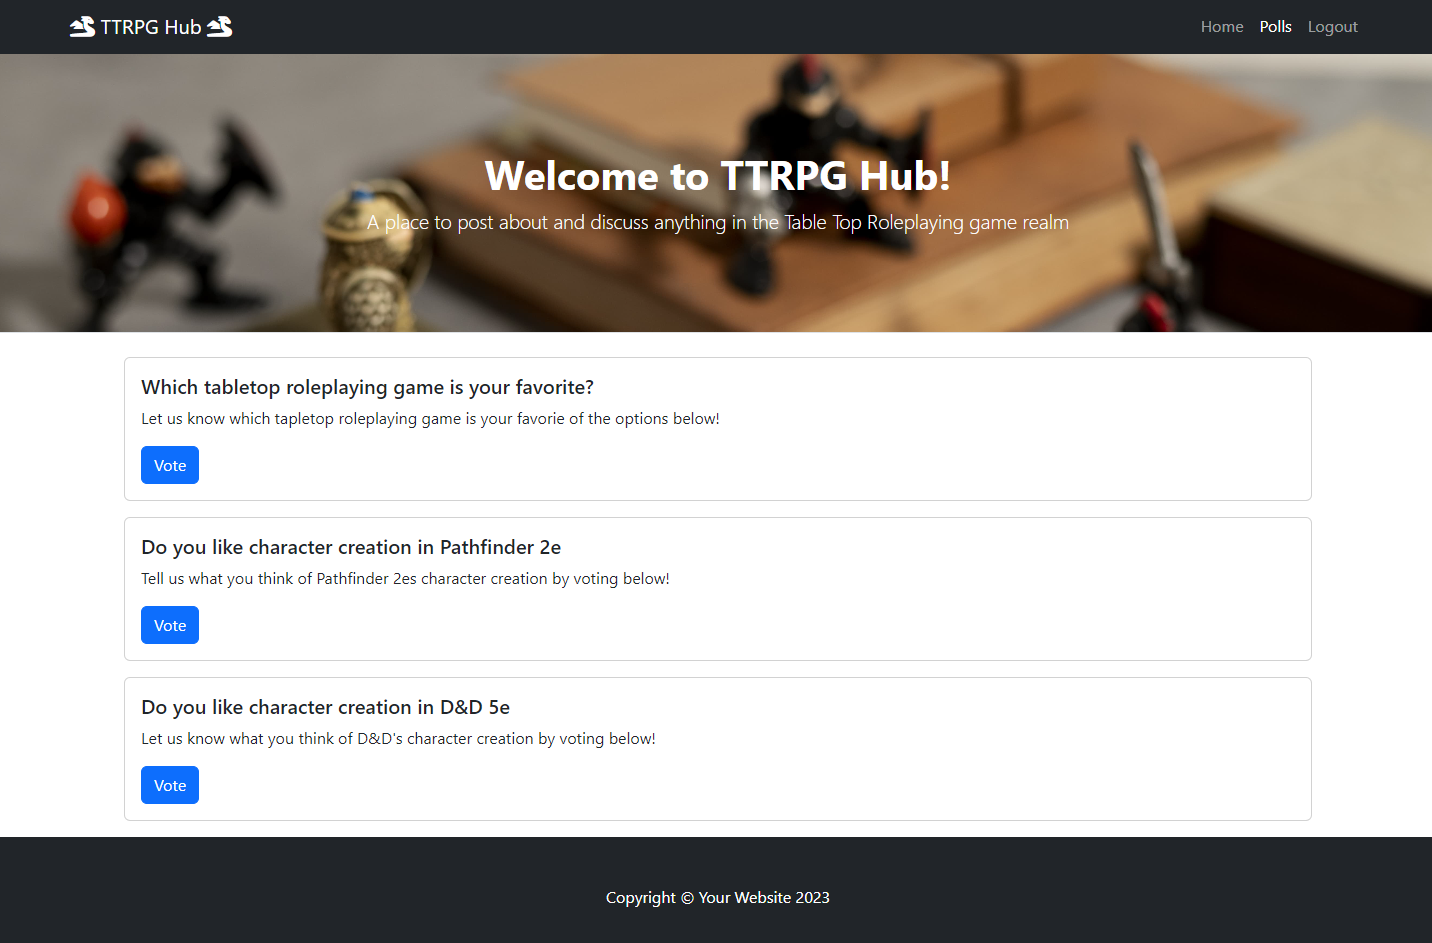 TTRPG Hub
Home Polls Logout
Welcome to TTRPG Hub!
A place to post about and discuss anything in the Table Top Roleplaying game realm
Which tabletop roleplaying game is your favorite?
Let us know which tapletop roleplaying game is your favorie of the options below!
Vote
Do you like character creation in Pathfinder 2e
Tell us what you think of Pathfinder 2es character creation by voting below!
Vote
Do you like character creation in D&D 5e
Let us know what you think of D&D's character creation by voting below!
Vote
Copyright © Your Website 2023